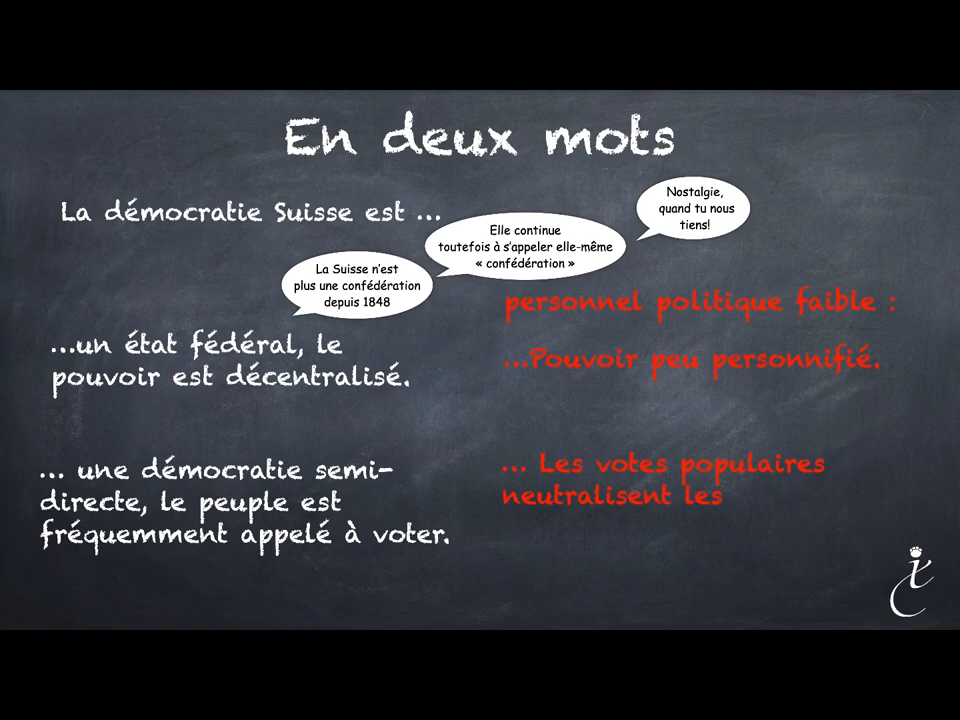 En deux mots
La démocratie Suisse est ...
Nostalgie,
quand tu nous
tiens!
Elle continue
toutefois à s'appeler elle-même
« confédération »
La Suisse n'est
plus une confédération
depuis 1848
personnel politique faible :
...un état fédéral, le
pouvoir est décentralisé.
...Pouvoir peu personnifié.
... une démocratie semi-
directe, le peuple est
fréquemment appelé à voter.
... Les votes populaires
neutralisent les